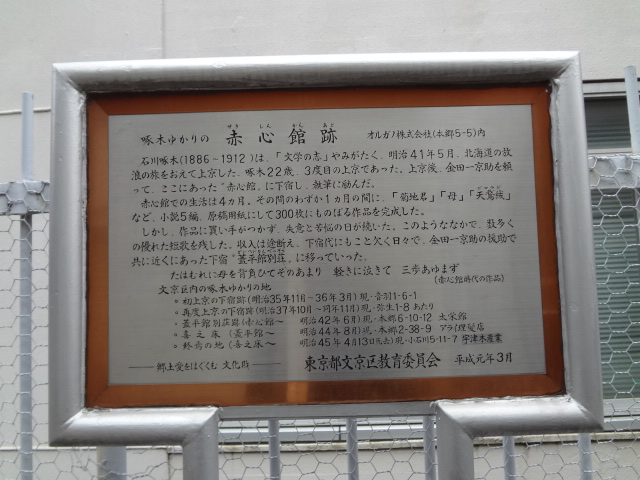 啄木ゆかりの 赤心館跡 オルガノ株式会社(本郷5-5)内
せき しん かん あと
石川啄木(1886-1912)は、「文学の志」やみがたく、明治41年5月、北海道の放
浪の旅をおえて上京した。啄木22歳、3度目の上京であった。上京後、金田一京助を頼
って、ここにあった“赤心館”に下宿し、執筆に励んだ。
赤心館での生活は4カ月。その間のわずか1カ月の間に、「菊地君」「母」「天鵞絨」
など、小説5編、原稿用紙にして300枚にものぼる作品を完成した。
しかし、作品に買い手がつかず、失意と苦悩の日が続いた。このようななかで、数多く
の優れた短歌を残した。収入は途断え、下宿代にもこと欠く日々で、金田一京助の援助で
共に近くにあった下宿“蓋平館別荘”に移っていった。
たはむれに母を背負ひてそのあまり 軽きに泣きて 三歩あゆまず
(赤心館時代の作品)
文京区内の啄木ゆかりの地
◦ 初上京の下宿跡(明治35年11月~36年3月)現・音羽1-6-1
◦ 再度上京の下宿跡(明治37年10月~同年11月)現・弥生1-8あたり
◦ 蓋平館別荘跡(赤心館~ 明治42年6月)現・本郷6-10-12 太栄館
◦ 喜之床(蓋平館~ 明治44年8月)現・本郷2-38-9 アライ理髪店
◦ 終焉の地(喜之床~ 明治45年4月13日死去)現・小石川5-11-7 宇津木産業
郷土愛をはぐくむ 文化財 東京都文京区教育委員会 平成元年3月